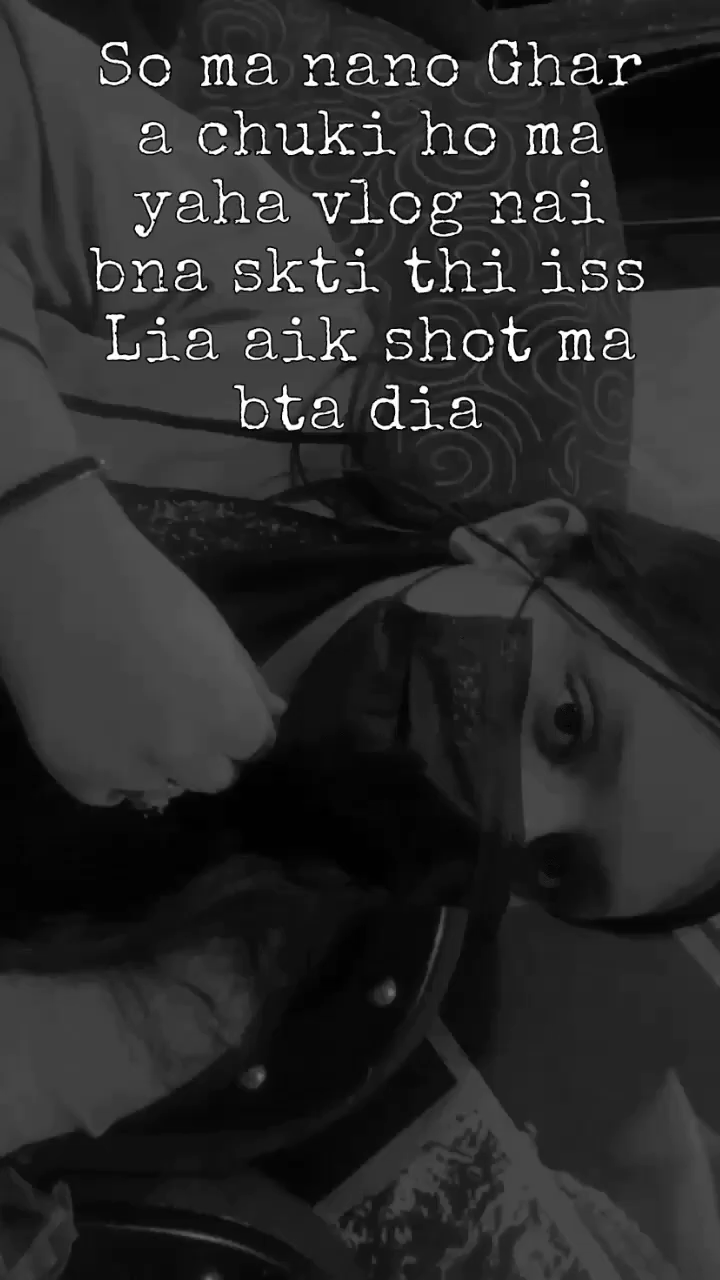 So ma nano Ghar
a chuki ho ma
yaha vlog nai
bna skti thi iss
Lia aik shot ma
bta dia